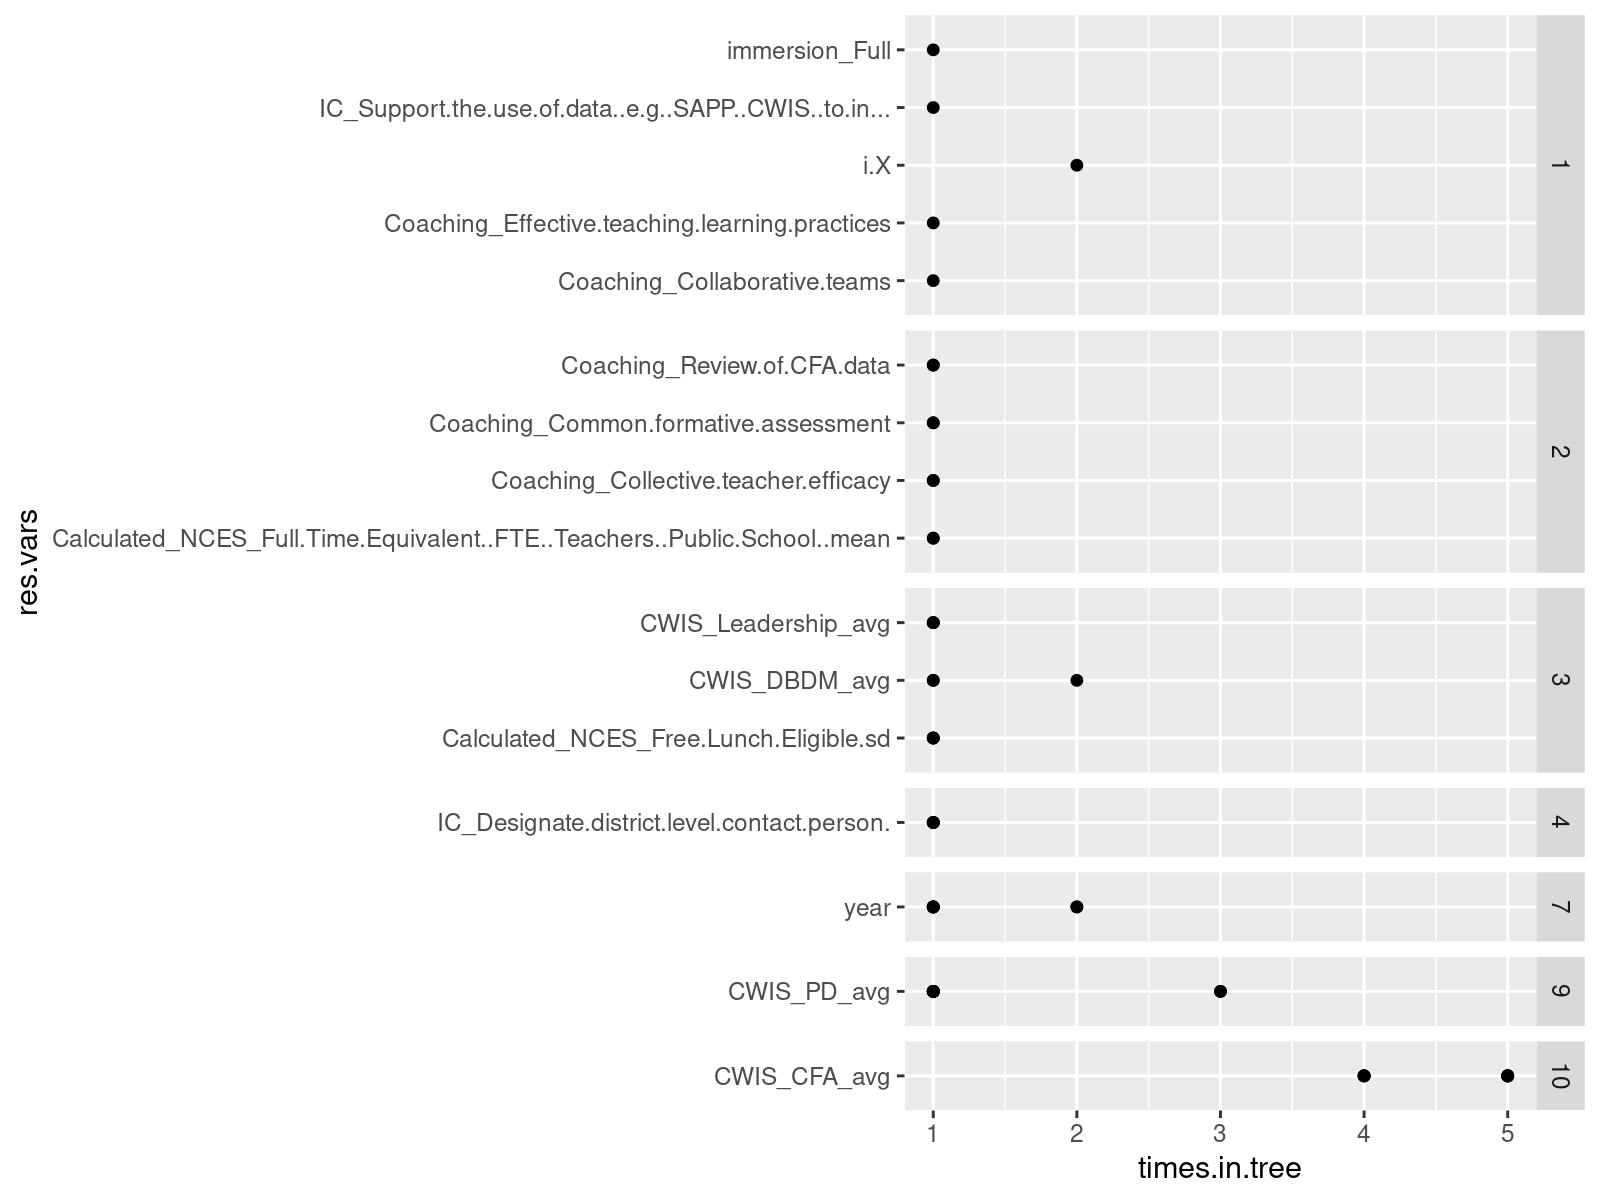 immersion_Full
IC_Support.the.use.of.data..e.g..SAPP..CWIS..to.in...
i.X
Coaching_Effective.teaching.learning.practices
Coaching_Collaborative.teams
1
Coaching_Review.of.CFA.data
Coaching_Common.formative.assessment
Coaching_Collective.teacher.efficacy
Calculated_NCES_Full.Time.Equivalent..FTE..Teachers..Public.School..mean
2
CWIS_Leadership_avg
CWIS_DBDM_avg
Calculated_NCES_Free.Lunch.Eligible.sd
3
IC_Designate.district.level.contact.person.
4
year
7
CWIS_PD_avg
9
CWIS_CFA_avg
10
1 2 3 4 5
times.in.tree
res.vars